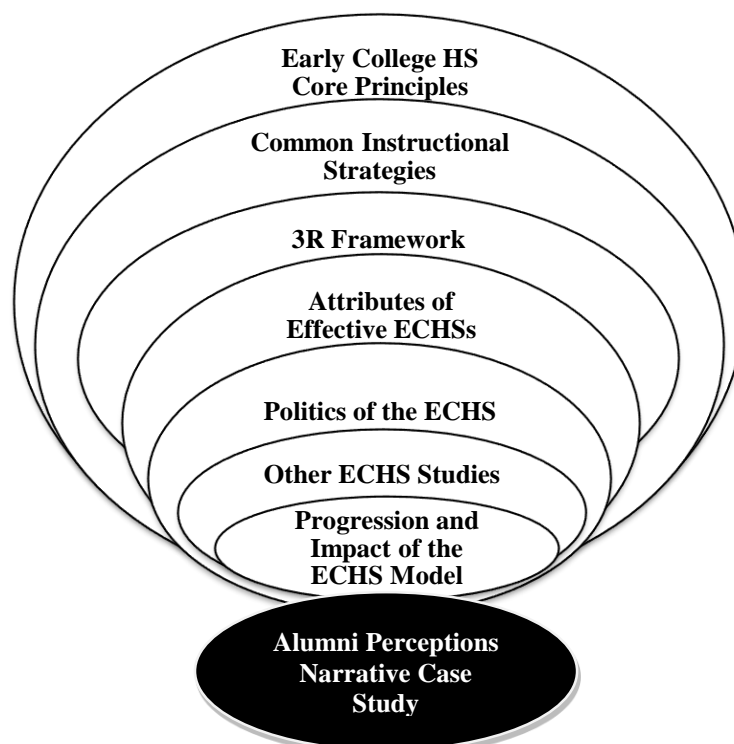 Early College HS
Core Principles
Common Instructional
Strategies
3R Framework
Attributes of
Effective ECHSs
Politics of the ECHS
Other ECHS Studies
Progression and
Impact of the
ECHS Model
Alumni Perceptions
Narrative Case
Study